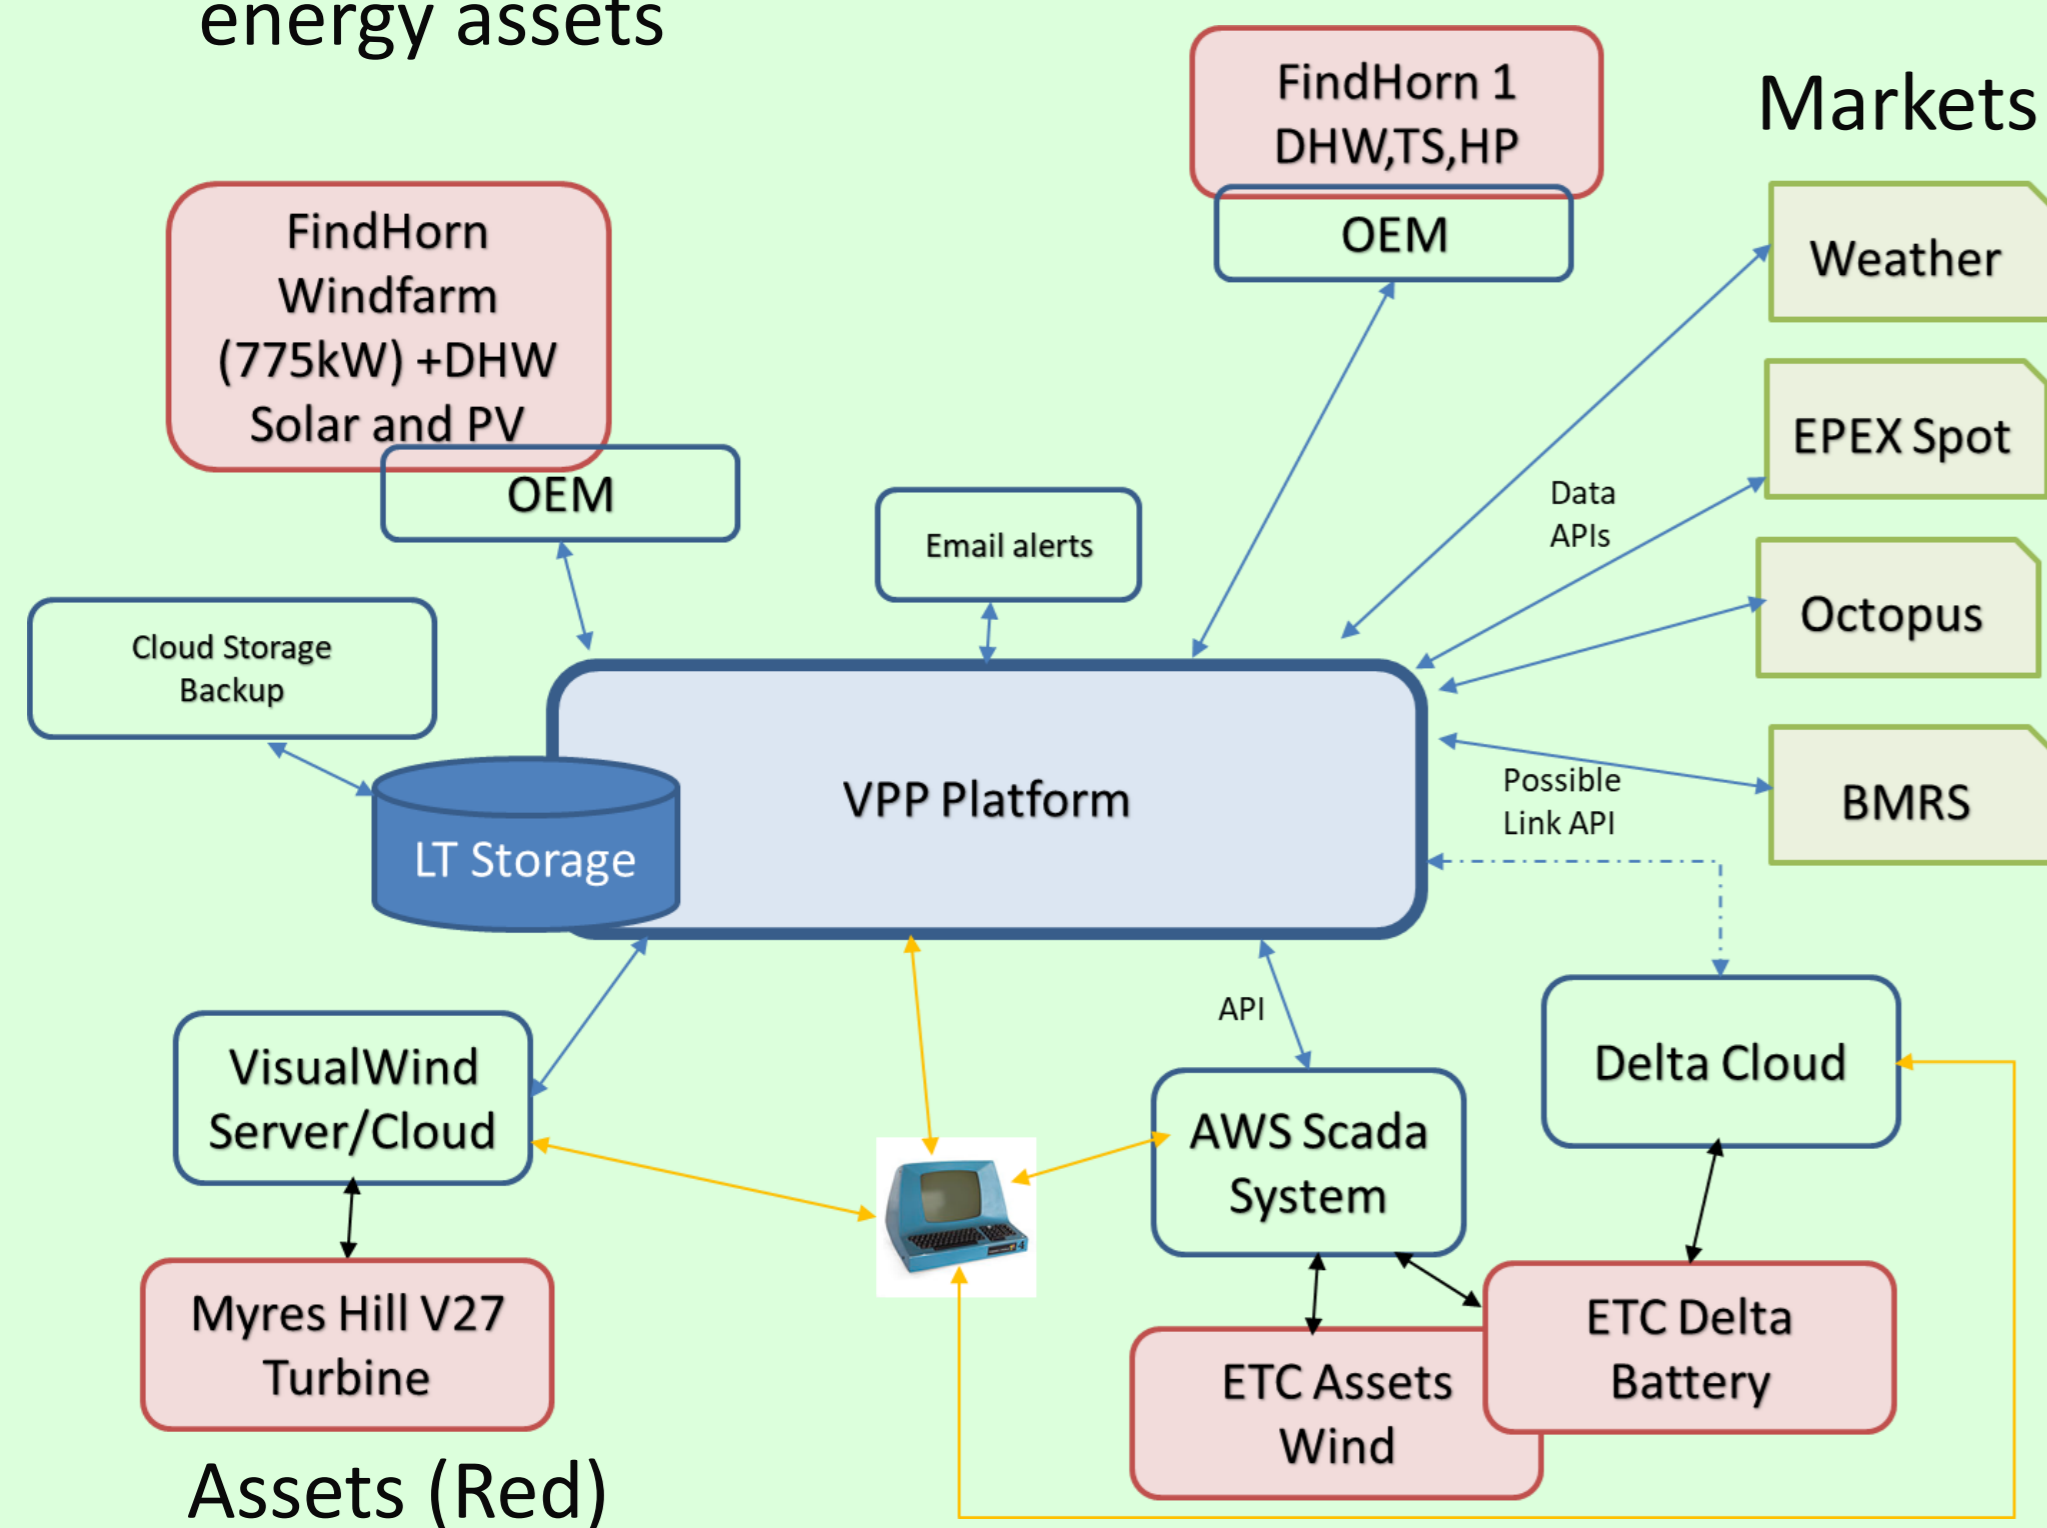 energy assets
FindHorn 1
DHW,TS,HP
OEM
Markets
FindHorn
Windfarm
(775kW) +DHW
Solar and PV
OEM
Weather
EPEX Spot
Data
APIs
Email alerts
Octopus
Cloud Storage
Backup
VPP Platform
LT Storage
Possible
Link API
BMRS
API
VisualWind
Server/Cloud
AWS Scada
System
Delta Cloud
Myres Hill V27
Turbine
ETC Assets
Wind
ETC Delta
Battery
Assets (Red)